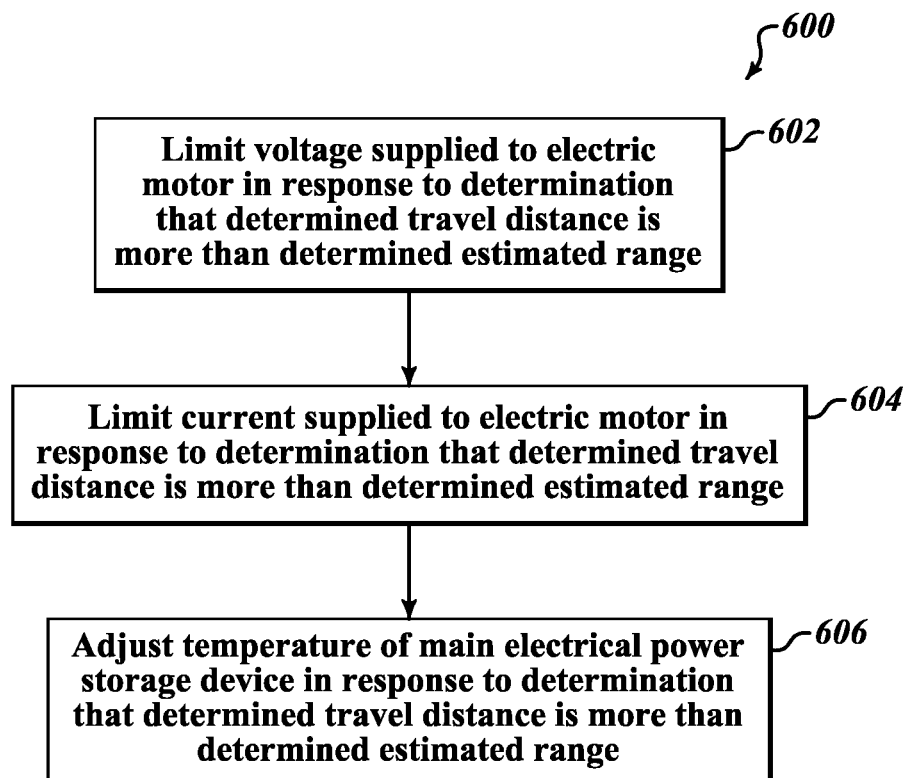 600
602
Limit voltage supplied to electric
motor in response to determination
that determined travel distance is
more than determined estimated range
604
Limit current supplied to electric motor in
response to determination that determined travel
distance is more than determined estimated range
606
Adjust temperature of main electrical power
storage device in response to determination
that determined travel distance is more than
determined estimated range